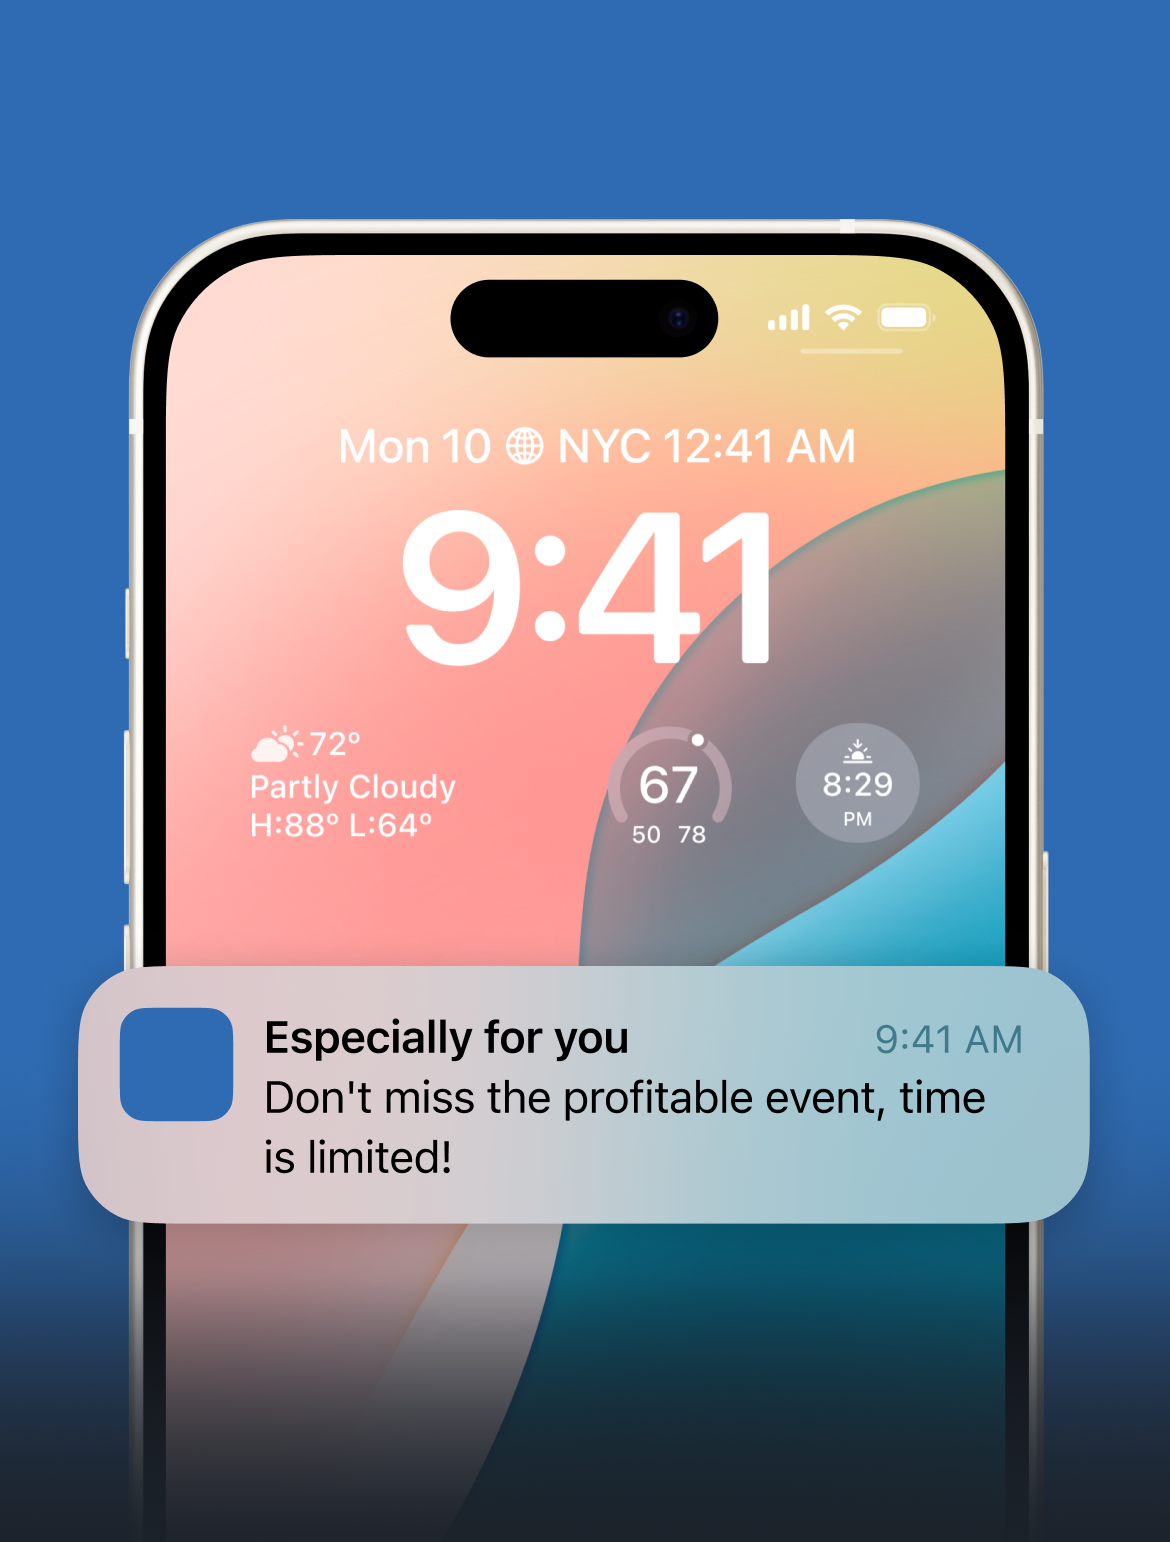 Mon 10 NYC 12:41 AM
9:41
72°
Partly Cloudy
H:88° L:64°
67
50 78
8:29
PM
Especially for you 9:41 AM
Don't miss the profitable event, time
is limited!